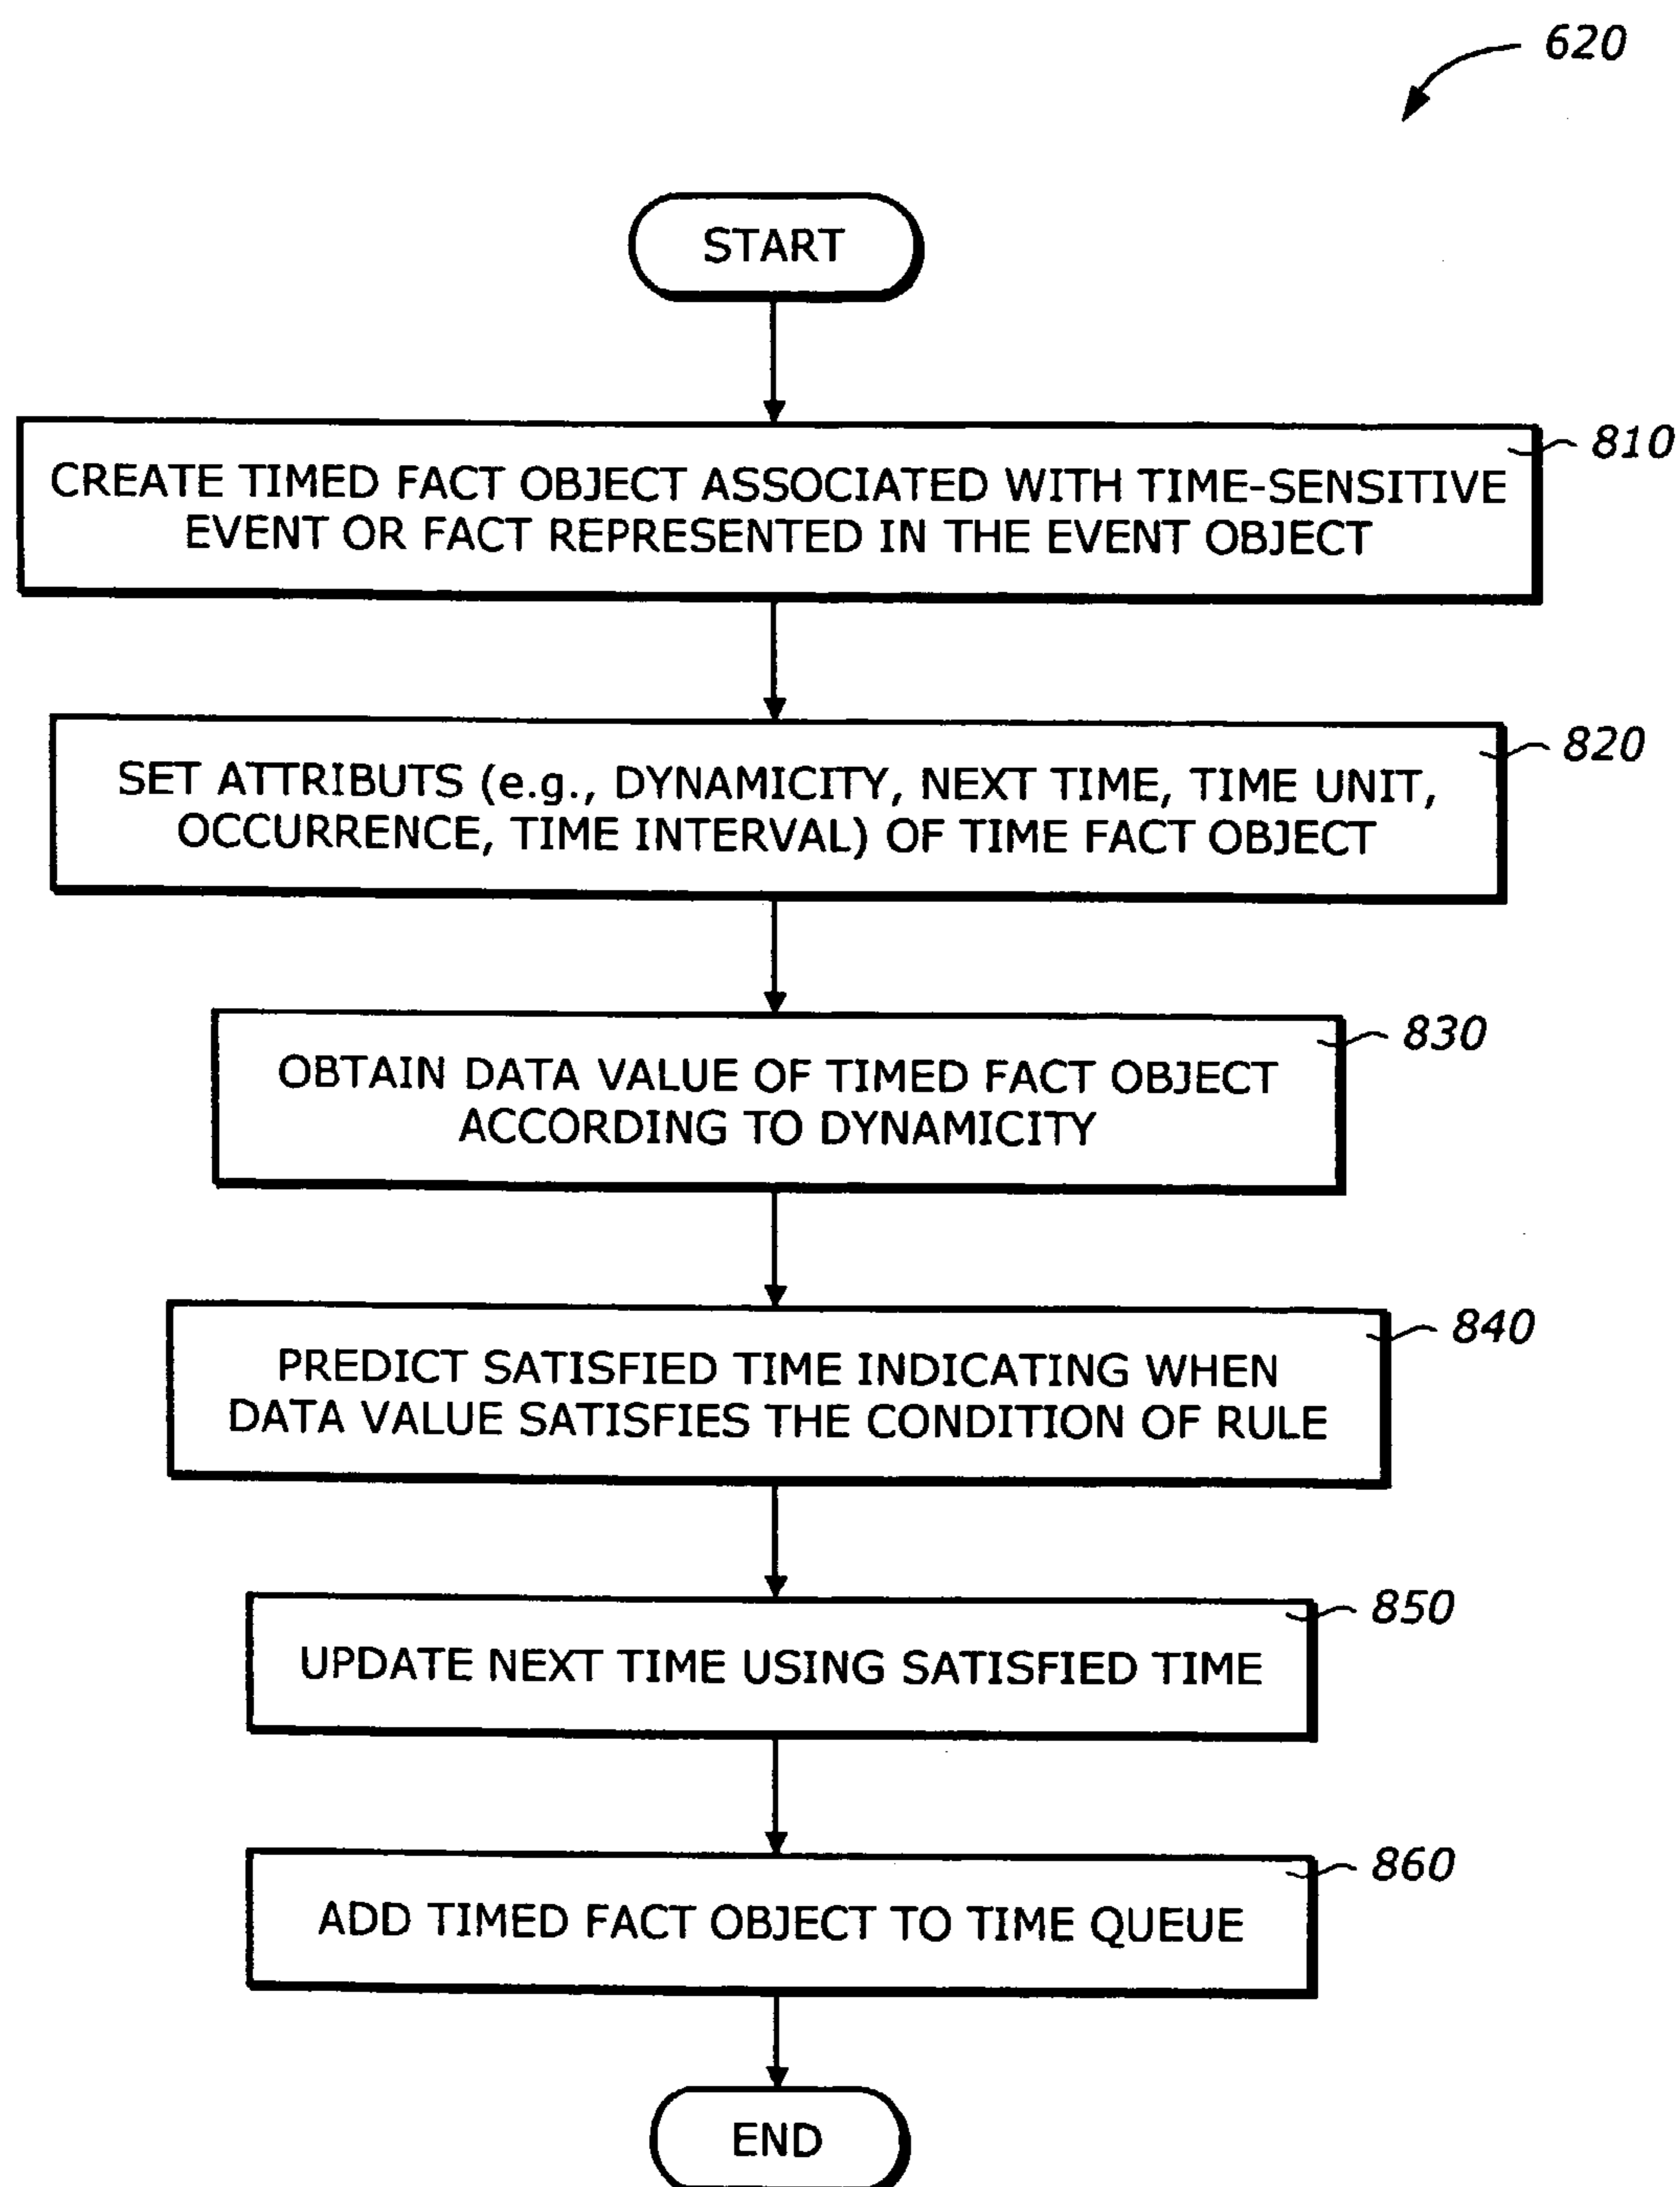 620
START
810
CREATE TIMED FACT OBJECT ASSOCIATED WITH TIME-SENSITIVE
EVENT OR FACT REPRESENTED IN THE EVENT OBJECT
820
SET ATTRIBUTS (e.g., DYNAMICITY, NEXT TIME, TIME UNIT,
OCCURRENCE, TIME INTERVAL) OF TIME FACT OBJECT
830
OBTAIN DATA VALUE OF TIMED FACT OBJECT
ACCORDING TO DYNAMICITY
840
PREDICT SATISFIED TIME INDICATING WHEN
DATA VALUE SATISFIES THE CONDITION OF RULE
850
UPDATE NEXT TIME USING SATISFIED TIME
860
ADD TIMED FACT OBJECT TO TIME QUEUE
END